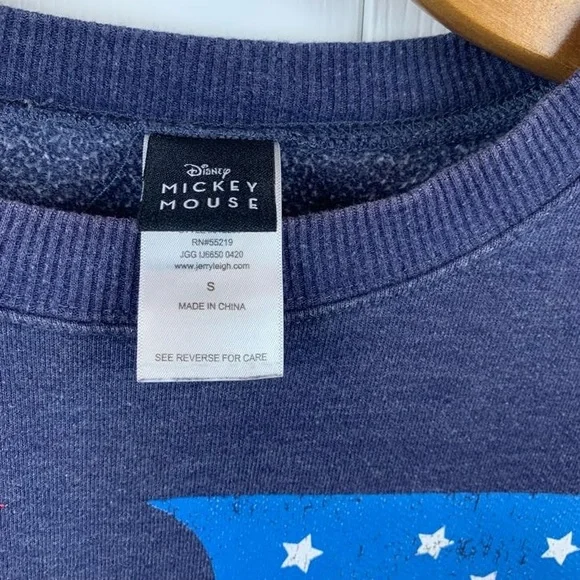 Disney
MICKEY
MOUSE
RN#55219
JGG IJ6650 0420
www.jerryleigh.com
S
MADE IN CHINA
SEE REVERSE FOR CARE